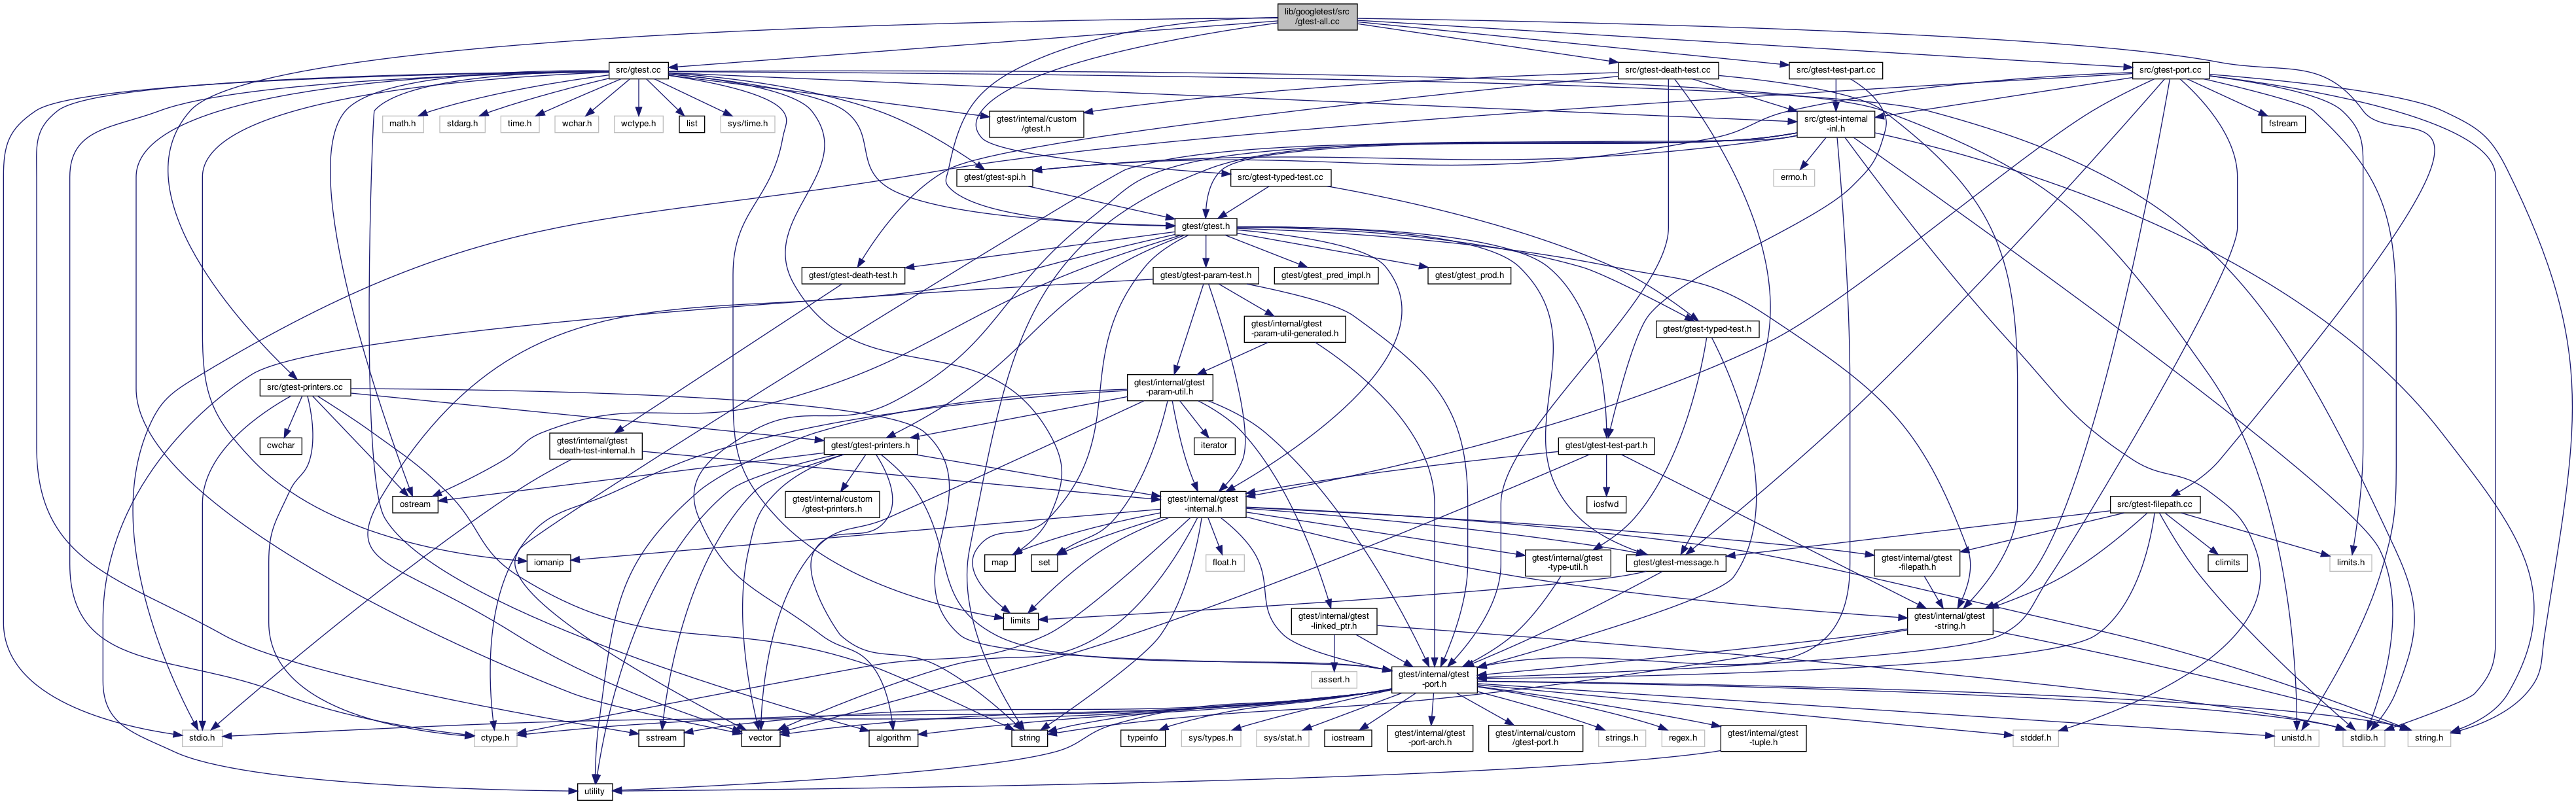 lib/googletest/src
/gtest-all.cc
src/gtest.cc
src/gtest-death-test.cc
src/gtest-test-part.cc
src/gtest-port.cc
math.h
stdarg.h
time.h
wchar.h
wctype.h
list
sys/time.h
gtest/internal/custom
/gtest.h
src/gtest-internal
-inl.h
fstream
gtest/gtest-spi.h
src/gtest-typed-test.cc
errno.h
gtest/gtest.h
gtest/gtest-death-test.h
gtest/gtest-param-test.h
gtest/gtest_pred_impl.h
gtest/gtest_prod.h
gtest/internal/gtest
-param-util-generated.h
gtest/gtest-typed-test.h
src/gtest-printers.cc
gtest/internal/gtest
-param-util.h
cwchar
gtest/internal/gtest
-death-test-internal.h
gtest/gtest-printers.h
iterator
gtest/gtest-test-part.h
ostream
gtest/internal/custom
/gtest-printers.h
gtest/internal/gtest
-internal.h
iosfwd
src/gtest-filepath.cc
iomanip
map
set
float.h
gtest/internal/gtest
-type-util.h
gtest/gtest-message.h
gtest/internal/gtest
-filepath.h
climits
limits.h
limits
gtest/internal/gtest
-linked_ptr.h
gtest/internal/gtest
-string.h
assert.h
gtest/internal/gtest
-port.h
stdio.h
ctype.h
sstream
vector
algorithm
string
typeinfo
sys/types.h
sys/stat.h
iostream
gtest/internal/gtest
-port-arch.h
gtest/internal/custom
/gtest-port.h
strings.h
regex.h
gtest/internal/gtest
-tuple.h
stddef.h
unistd.h
stdlib.h
string.h
utility